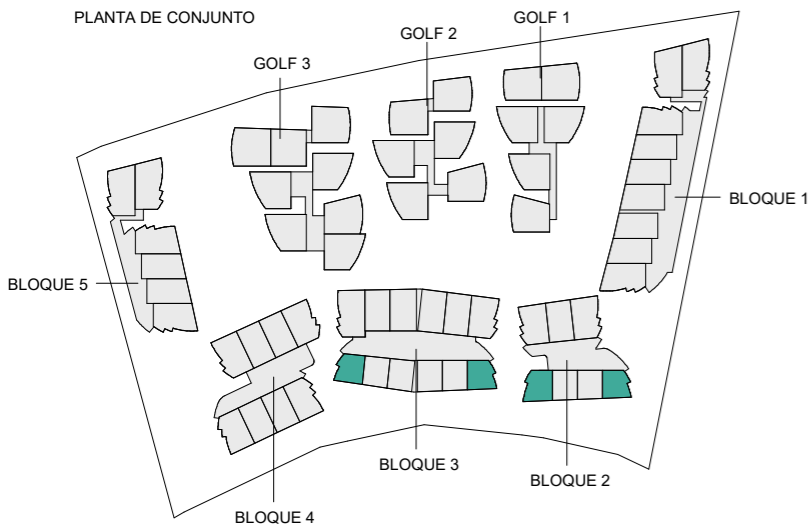 PLANTA DE CONJUNTO
GOLF 1
GOLF 2
GOLF 3
BLOQUE 1
BLOQUE 5
BLOQUE 3
BLOQUE 2
BLOQUE 4